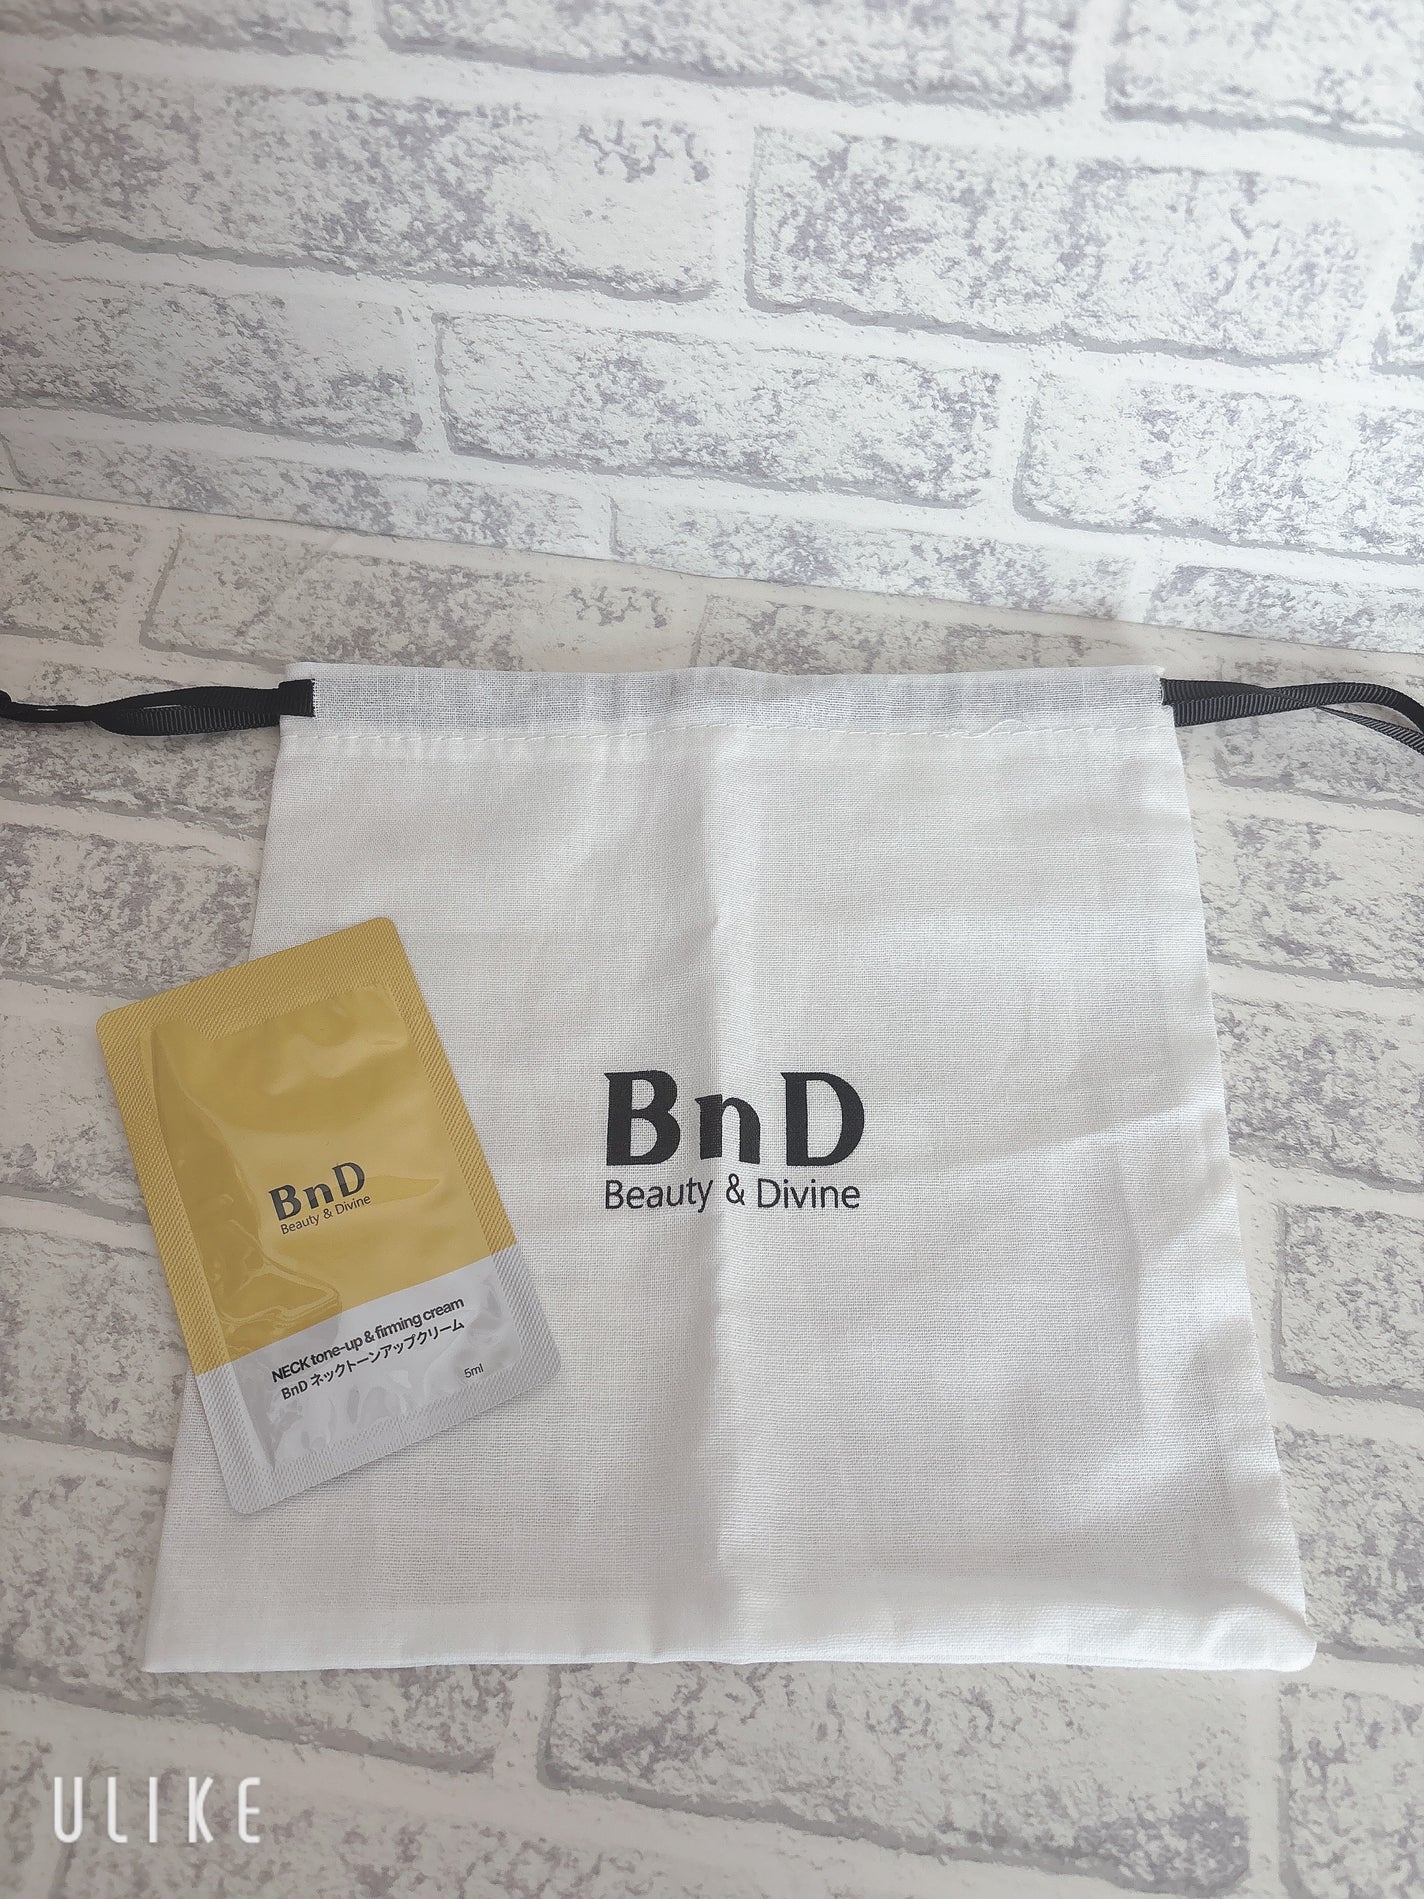 BnD
Beauty & Divine
BnD
Beauty & Divine
NECK tone-up & firming cream
BnD ネックトーンアップクリーム
5ml
ULIKE